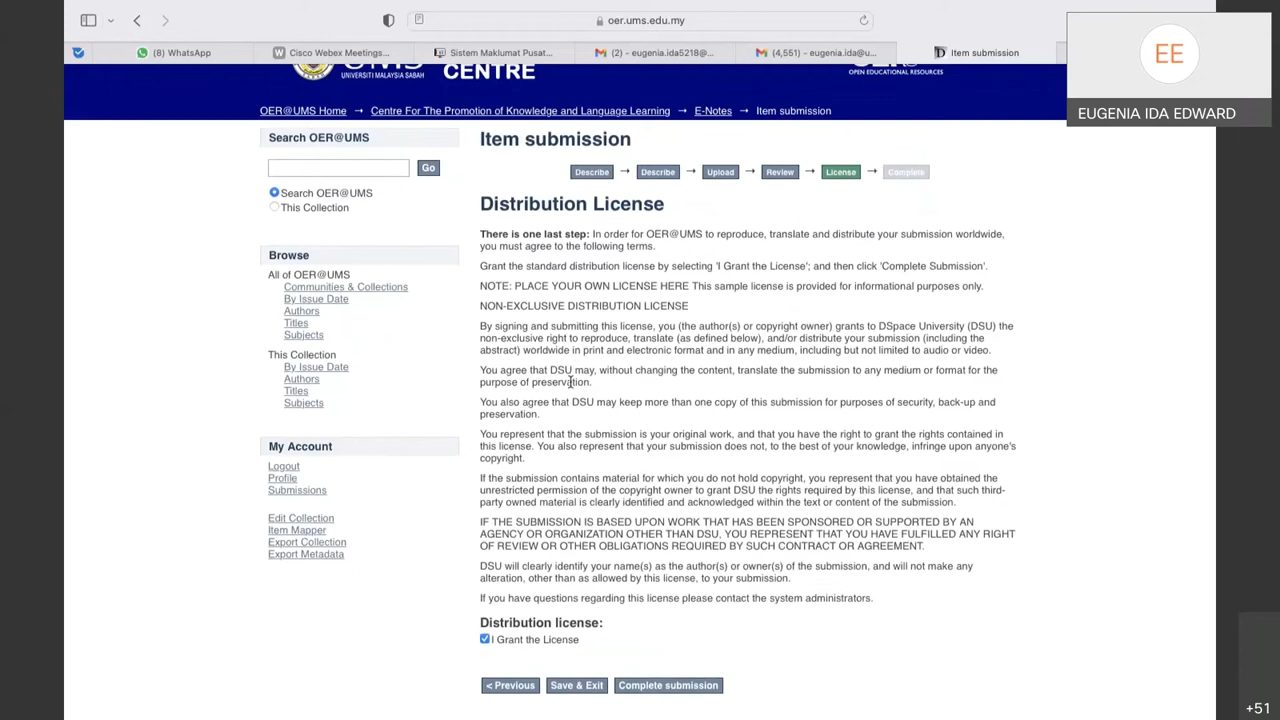 oer.ums.edu.my
(8) WhatsApp
Cisco Webex Meetings...
Sistem Maklumat Pusat...
(2) - eugenia.ida5218@...
(4,551) - eugenia.ida@u...
Item submission
EE
EUGENIA IDA EDWARD
UNIVERSITI MALAYSIA SABAH
CENTRE
OPEN EDUCATIONAL RESOURCES
OER@UMS Home → Centre For The Promotion of Knowledge and Language Learning → E-Notes → Item submission
Search OER@UMS
Go
Search OER@UMS
This Collection
Browse
All of OER@UMS
Communities & Collections
By Issue Date
Authors
Titles
Subjects
This Collection
By Issue Date
Authors
Titles
Subjects
My Account
Logout
Profile
Submissions
Edit Collection
Item Mapper
Export Collection
Export Metadata
Item submission
Describe → Describe → Upload → Review → License → Complete
Distribution License
There is one last step: In order for OER@UMS to reproduce, translate and distribute your submission worldwide,
you must agree to the following terms.
Grant the standard distribution license by selecting 'I Grant the License'; and then click 'Complete Submission'.
NOTE: PLACE YOUR OWN LICENSE HERE This sample license is provided for informational purposes only.
NON-EXCLUSIVE DISTRIBUTION LICENSE
By signing and submitting this license, you (the author(s) or copyright owner) grants to DSpace University (DSU) the
non-exclusive right to reproduce, translate (as defined below), and/or distribute your submission (including the
abstract) worldwide in print and electronic format and in any medium, including but not limited to audio or video.
You agree that DSU may, without changing the content, translate the submission to any medium or format for the
purpose of preservation.
You also agree that DSU may keep more than one copy of this submission for purposes of security, back-up and
preservation.
You represent that the submission is your original work, and that you have the right to grant the rights contained in
this license. You also represent that your submission does not, to the best of your knowledge, infringe upon anyone's
copyright.
If the submission contains material for which you do not hold copyright, you represent that you have obtained the
unrestricted permission of the copyright owner to grant DSU the rights required by this license, and that such third-
party owned material is clearly identified and acknowledged within the text or content of the submission.
IF THE SUBMISSION IS BASED UPON WORK THAT HAS BEEN SPONSORED OR SUPPORTED BY AN
AGENCY OR ORGANIZATION OTHER THAN DSU, YOU REPRESENT THAT YOU HAVE FULFILLED ANY RIGHT
OF REVIEW OR OTHER OBLIGATIONS REQUIRED BY SUCH CONTRACT OR AGREEMENT.
DSU will clearly identify your name(s) as the author(s) or owner(s) of the submission, and will not make any
alteration, other than as allowed by this license, to your submission.
If you have questions regarding this license please contact the system administrators.
Distribution license:
I Grant the License
< Previous
Save & Exit
Complete submission
+51